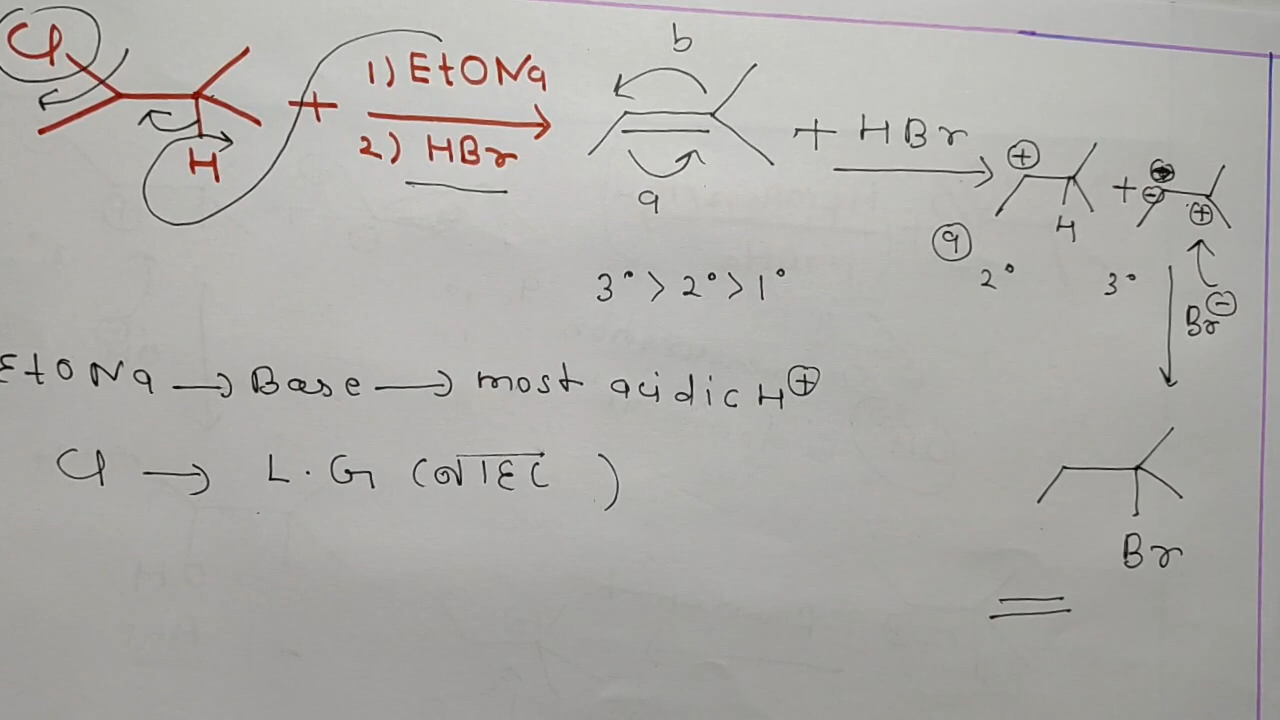 Cl
H
+
1) EtONa
2) HBr
b
a
+ HBr
⊕
H
+
⊖
⊕
(a)
2°
3°
Br⊖
3° > 2° > 1°
EtONa → Base → most acidic H⊕
Cl → L.G ( )
Br